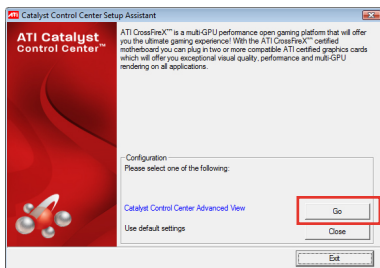 ATI Catalyst Control Center Setup Assistant
ATI Catalyst
Control Center™
ATI CrossFireX™ is a multi-GPU performance open gaming platform that will offer
you the ultimate gaming experience! With the ATI CrossFireX™ certified
motherboard you can plug in two or more compatible ATI certified graphics cards
which will offer you exceptional visual quality, performance and multi-GPU
rendering on all applications.
Configuration
Please select one of the following:
Catalyst Control Center Advanced View
Go
Use default settings
Close
Exit